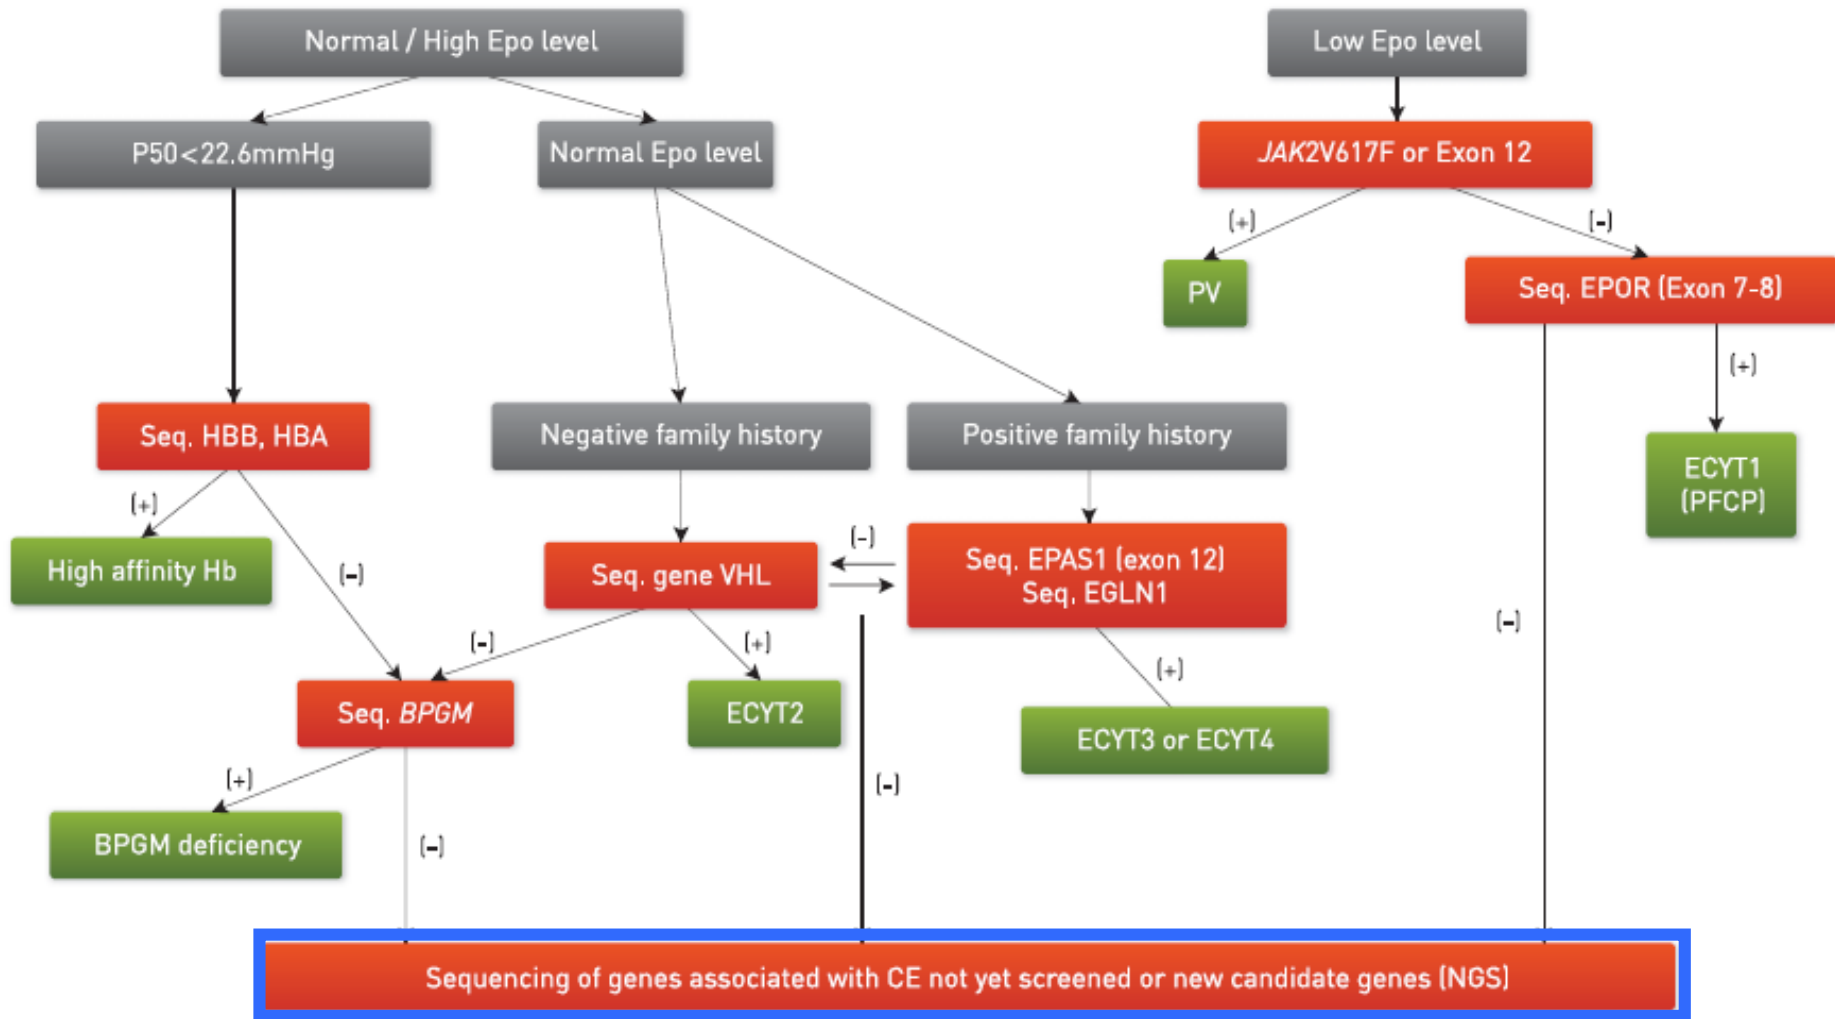 Normal / High Epo level
Low Epo level
P50<22.6mmHg
Normal Epo level
JAK2V617F or Exon 12
(+)
(-)
PV
Seq. EPOR (Exon 7-8)
(+)
Seq. HBB, HBA
Negative family history
Positive family history
ECYT1
(PFCP)
(+)
(-)
High affinity Hb
(-)
Seq. gene VHL
Seq. EPAS1 (exon 12)
Seq. EGLN1
(-)
(-)
(+)
(+)
Seq. BPGM
ECYT2
ECYT3 or ECYT4
(+)
(-)
BPGM deficiency
(-)
Sequencing of genes associated with CE not yet screened or new candidate genes (NGS)